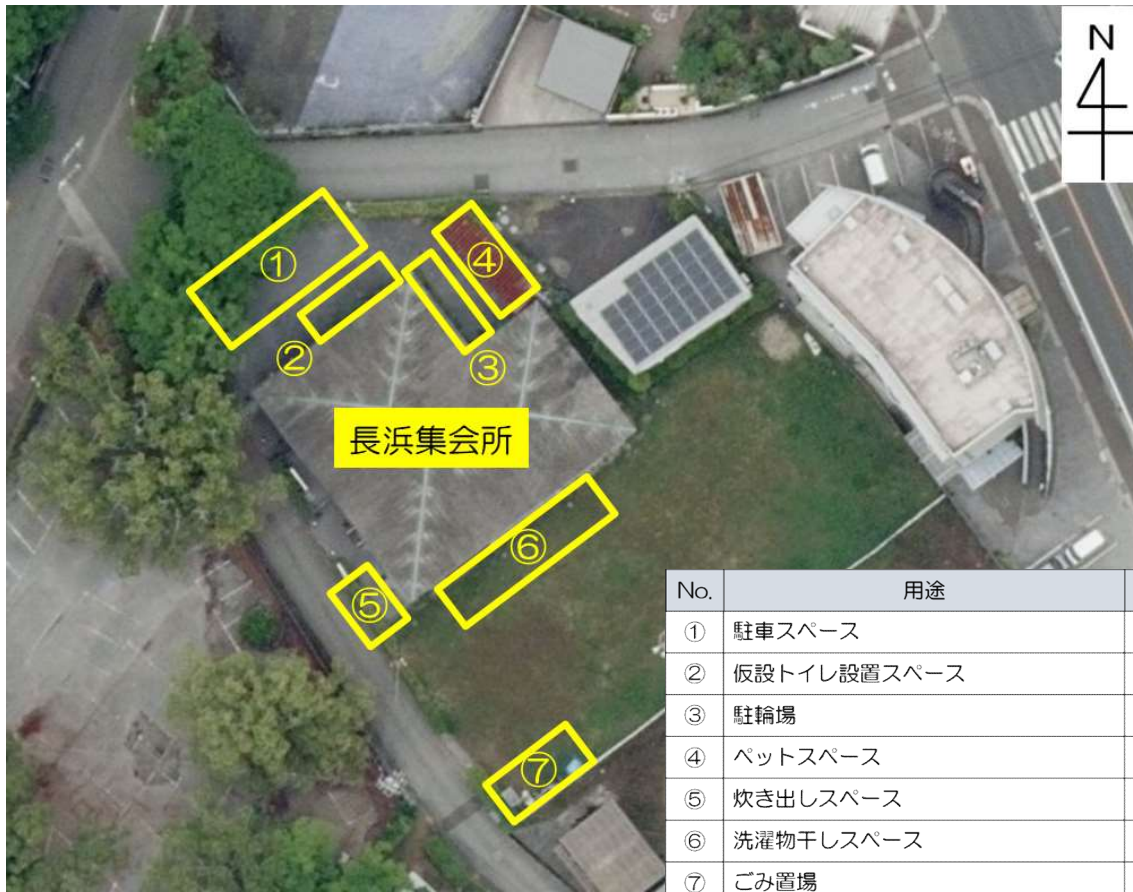 N
①
④
②
③
長浜集会所
⑥
⑤
⑦
No. 用途
① 駐車スペース
② 仮設トイレ設置スペース
③ 駐輪場
④ ペットスペース
⑤ 炊き出しスペース
⑥ 洗濯物干しスペース
⑦ ごみ置場